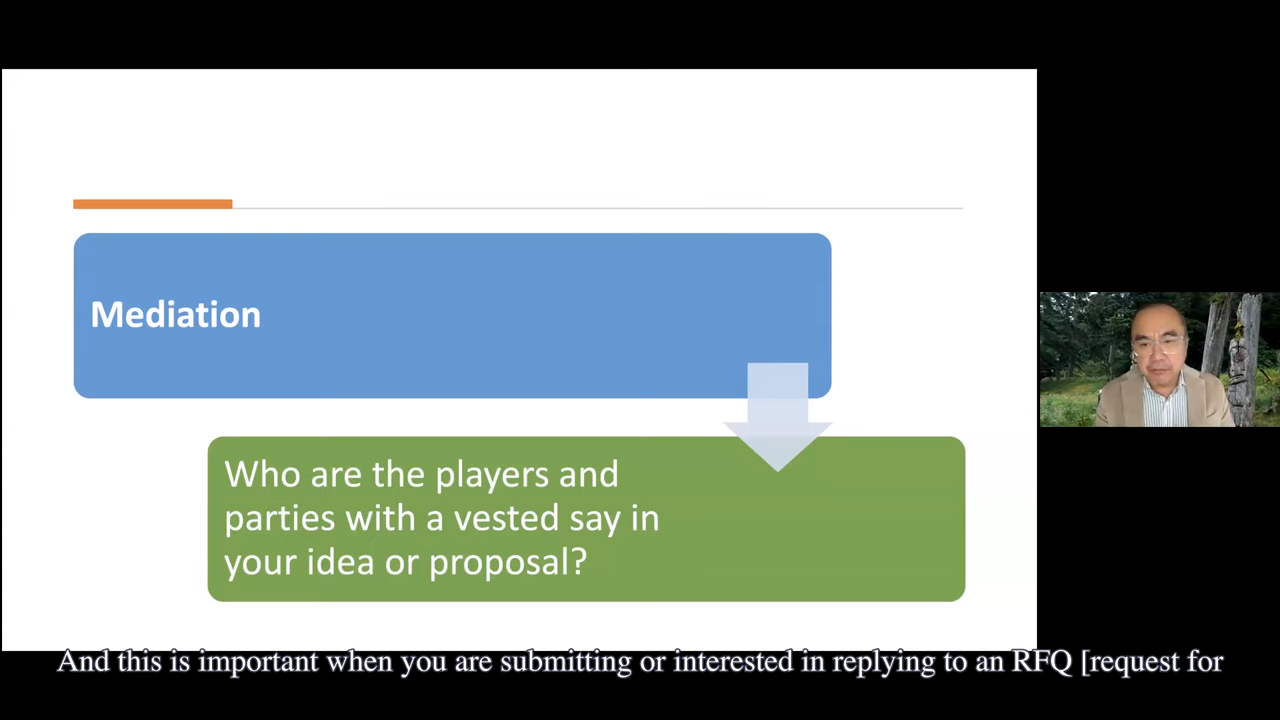 Mediation
Who are the players and
parties with a vested say in
your idea or proposal?
And this is important when you are submitting or interested in replying to an RFQ [request for